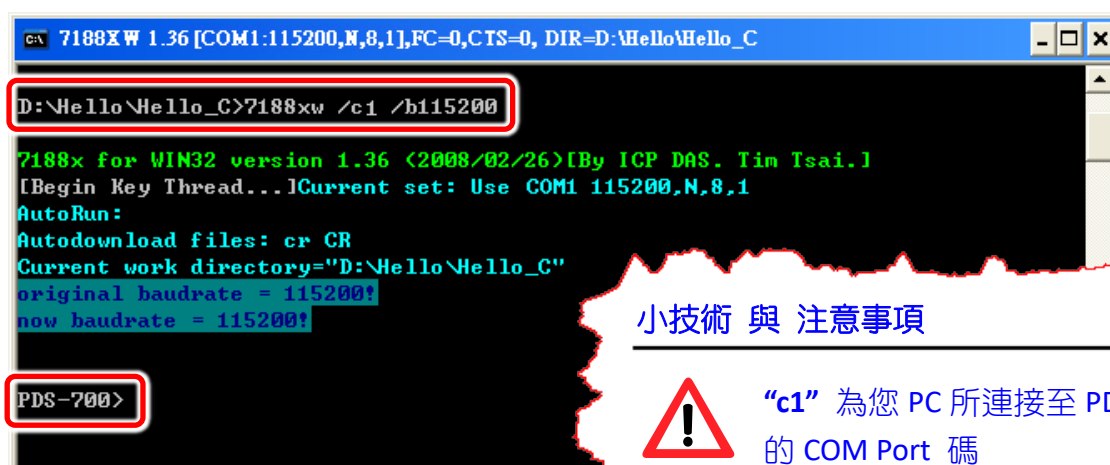 7188XW 1.36 [COM1:115200,N,8,1],FC=0,CTS=0, DIR=D:\Hello\Hello_C
D:\Hello\Hello_C>7188xw /c1 /b115200
7188x for WIN32 version 1.36 (2008/02/26)[By ICP DAS. Tim Tsai.]
[Begin Key Thread...]Current set: Use COM1 115200,N,8,1
AutoRun:
Autodownload files: cr CR
Current work directory="D:\Hello\Hello_C"
original baudrate = 115200!
now baudrate = 115200!
PDS-700>
小技術 與 注意事項
“c1” 為您 PC 所連接至 PD
的 COM Port 碼